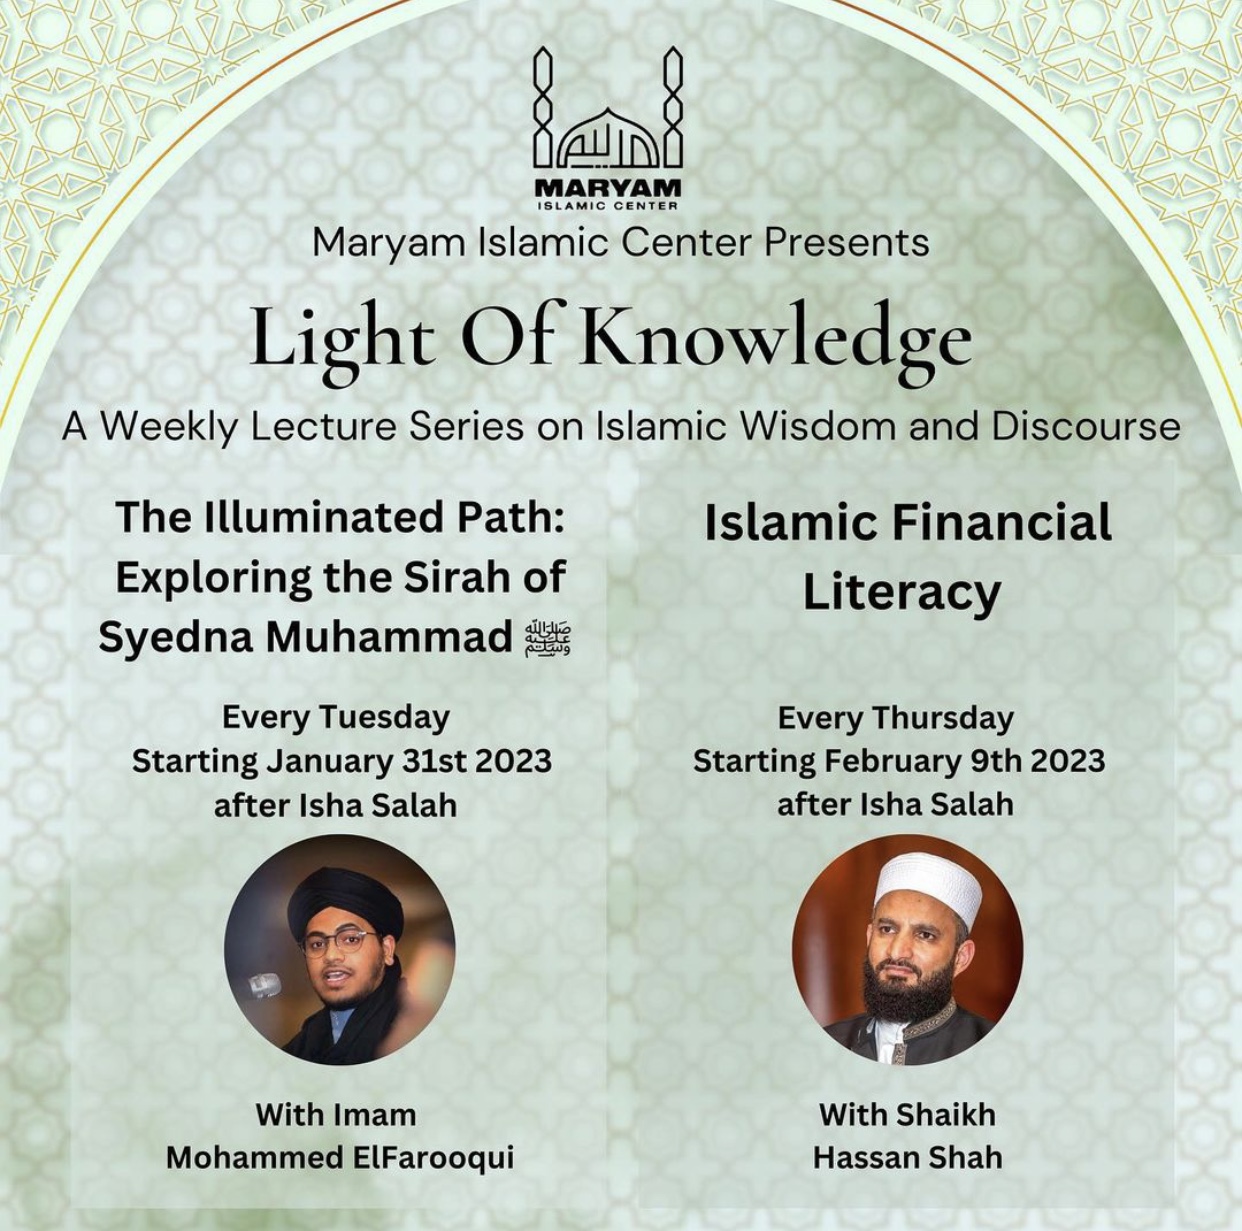 مريم
MARYAM
ISLAMIC CENTER
Maryam Islamic Center Presents
Light Of Knowledge
A Weekly Lecture Series on Islamic Wisdom and Discourse
The Illuminated Path:
Exploring the Sirah of
Syedna Muhammad ﷺ
Every Tuesday
Starting January 31st 2023
after Isha Salah
With Imam
Mohammed ElFarooqui
Islamic Financial
Literacy
Every Thursday
Starting February 9th 2023
after Isha Salah
With Shaikh
Hassan Shah